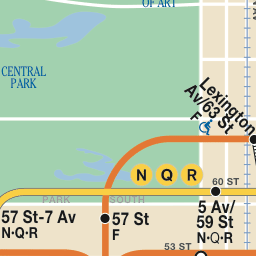 OF ART
CENTRAL
PARK
Lexington
Av/63 St
F
N Q R
60 ST
PARK SOUTH
57 St-7 Av
N•Q•R
57 St
F
5 Av/
59 St
N•Q•R
53 ST